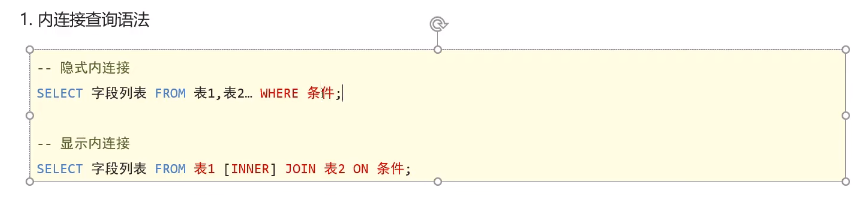 1. 内连接查询语法
-- 隐式内连接
SELECT 字段列表 FROM 表1,表2… WHERE 条件;
-- 显示内连接
SELECT 字段列表 FROM 表1 [INNER] JOIN 表2 ON 条件;